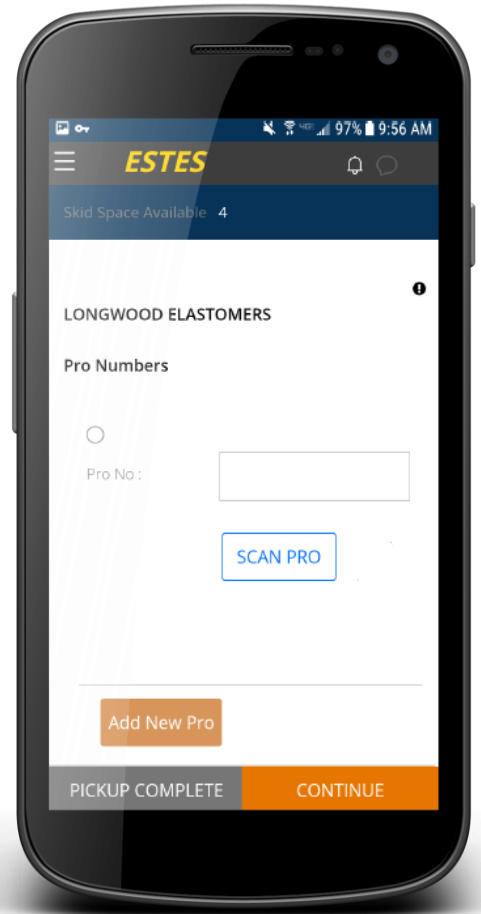 97% 9:56 AM
ESTES
Skid Space Available 4
LONGWOOD ELASTOMERS
Pro Numbers
Pro No :
SCAN PRO
Add New Pro
PICKUP COMPLETE CONTINUE